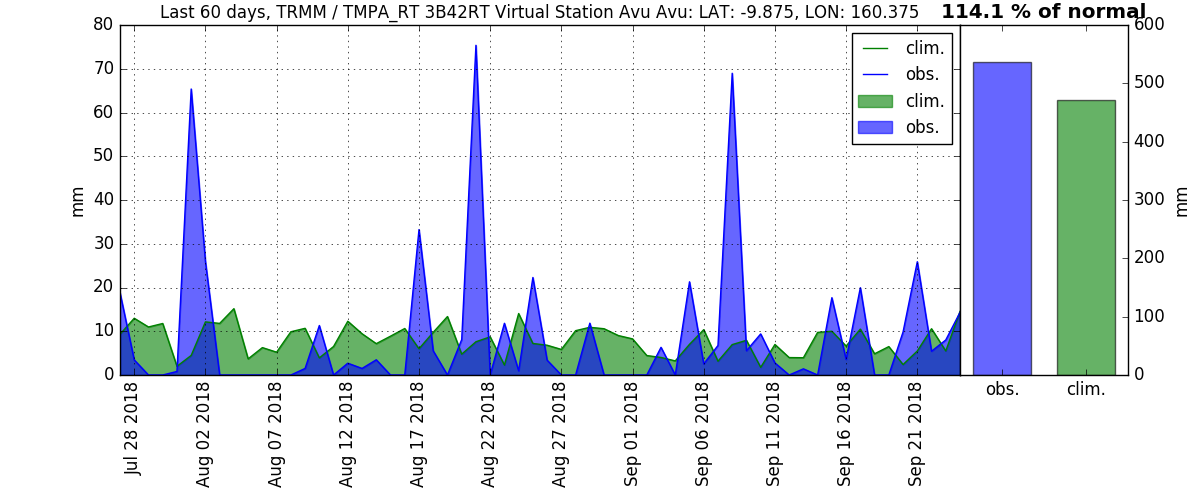 Last 60 days, TRMM / TMPA_RT 3B42RT Virtual Station Avu Avu: LAT: -9.875, LON: 160.375
114.1 % of normal
80
70
60
50
40
30
20
10
0
mm
clim.
obs.
clim.
obs.
Jul 28 2018
Aug 02 2018
Aug 07 2018
Aug 12 2018
Aug 17 2018
Aug 22 2018
Aug 27 2018
Sep 01 2018
Sep 06 2018
Sep 11 2018
Sep 16 2018
Sep 21 2018
600
500
400
300
200
100
0
mm
obs.
clim.